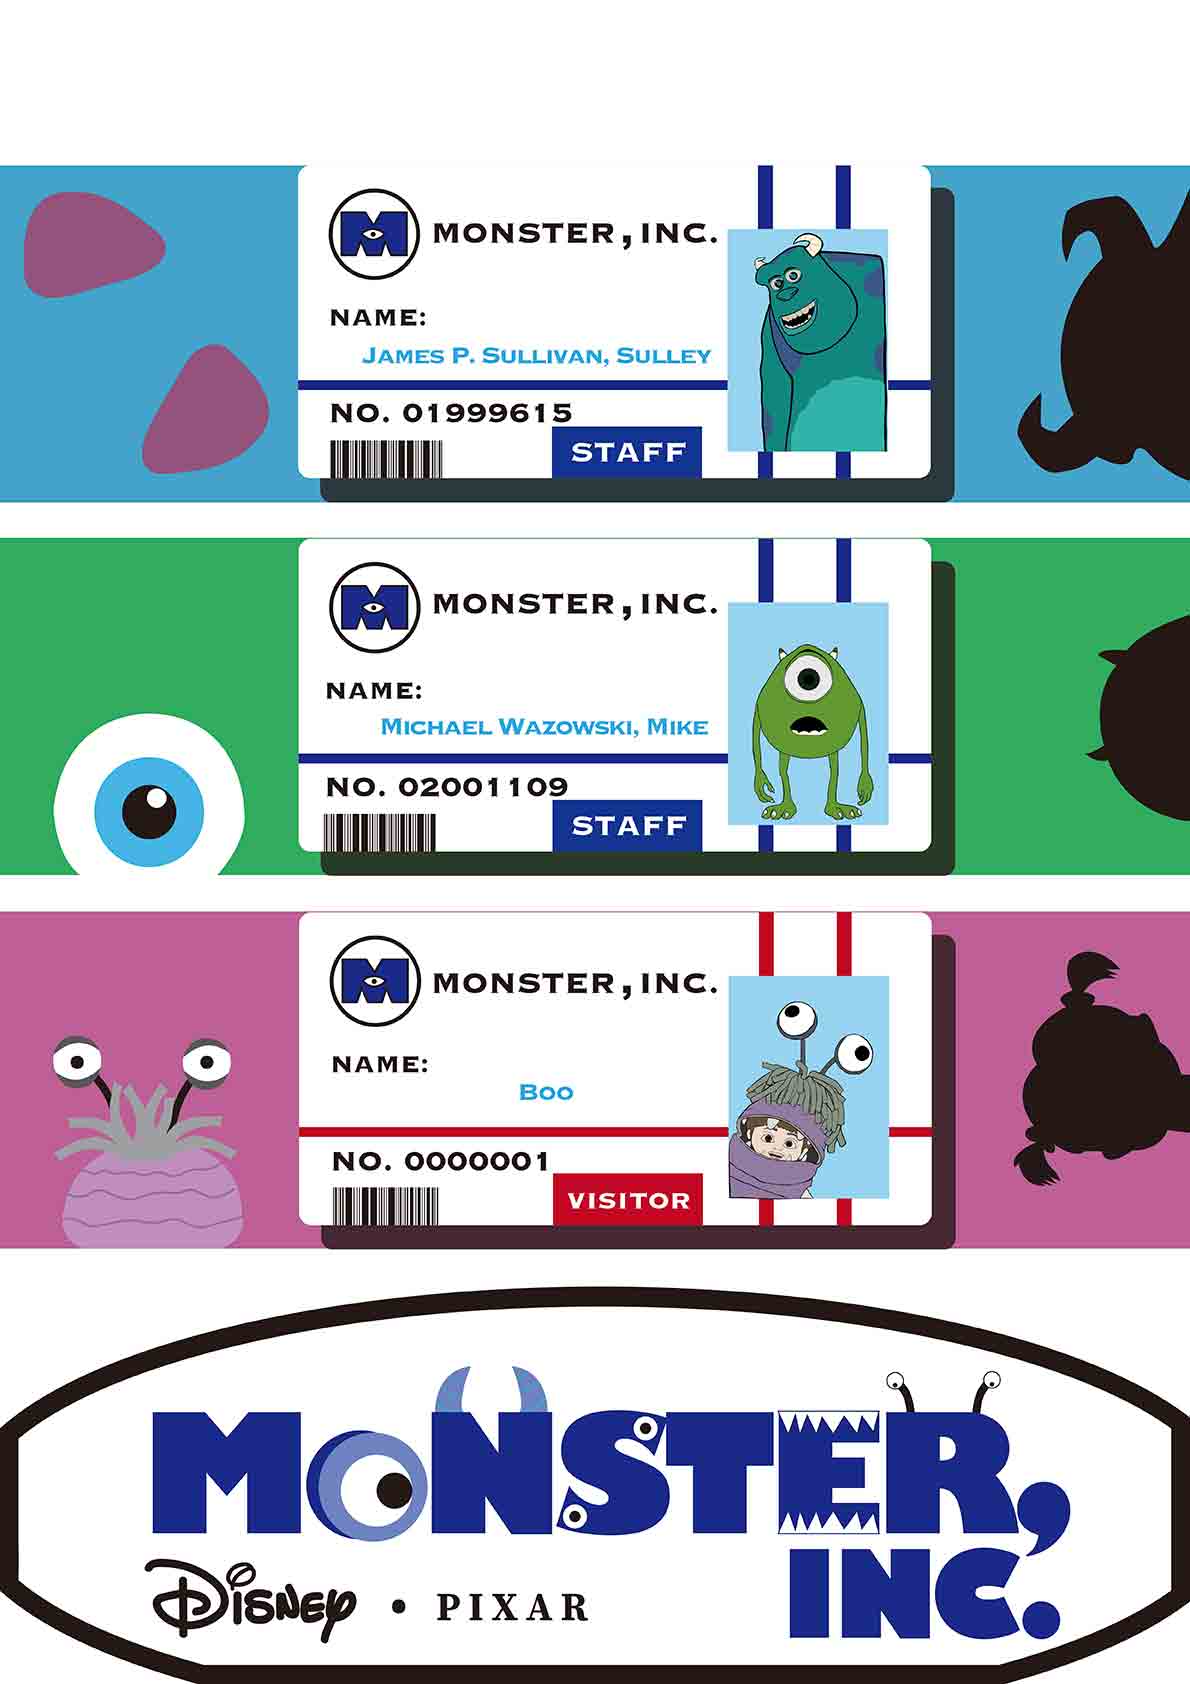 MONSTER, INC.
NAME:
JAMES P. SULLIVAN, SULLEY
NO. 01999615
STAFF
MONSTER, INC.
NAME:
MICHAEL WAZOWSKI, MIKE
NO. 02001109
STAFF
MONSTER, INC.
NAME:
BOO
NO. 0000001
VISITOR
MONSTER,
INC.
Disney • PIXAR